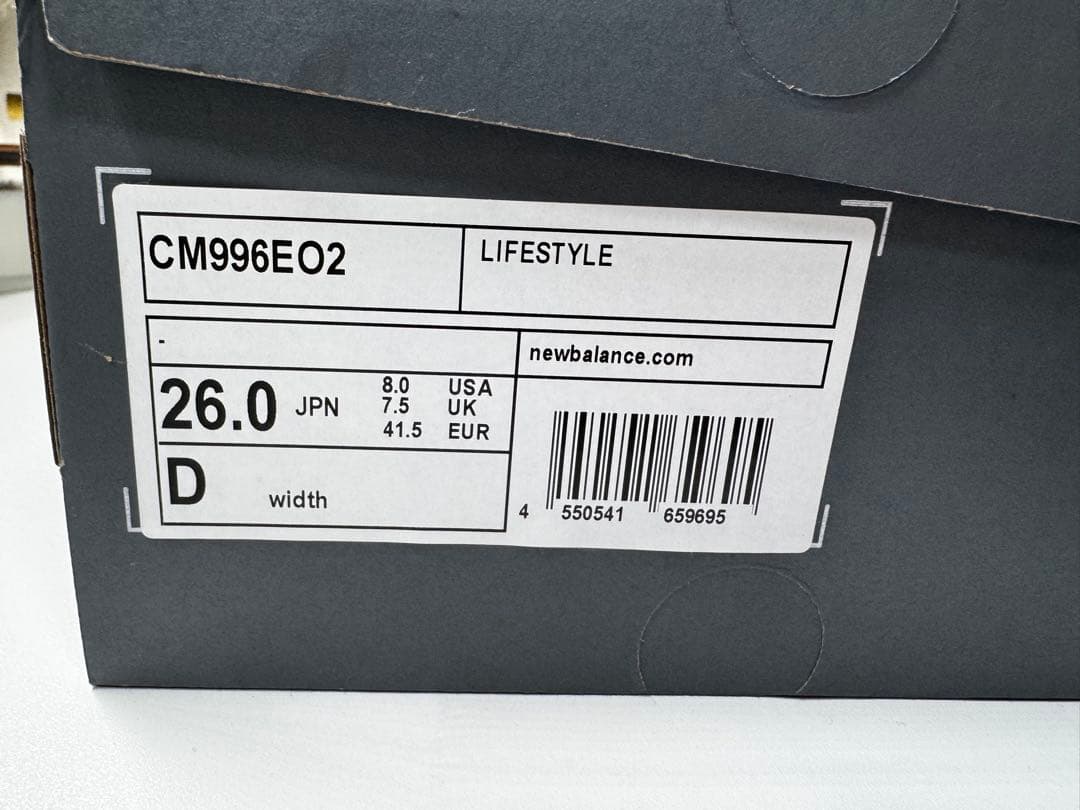 CM996EO2
LIFESTYLE
-
newbalance.com
26.0 JPN
8.0 USA
7.5 UK
41.5 EUR
D width
4 550541 659695